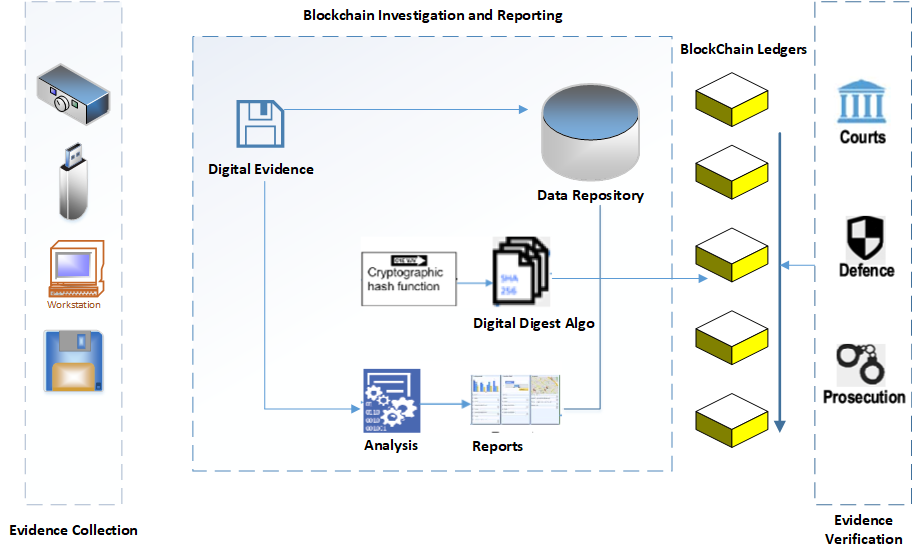 Blockchain Investigation and Reporting
BlockChain Ledgers
Courts
Digital Evidence
Data Repository
Cryptographic
hash function
SHA
256
Defence
Workstation
Digital Digest Algo
Prosecution
Analysis
Reports
Evidence Collection
Evidence
Verification